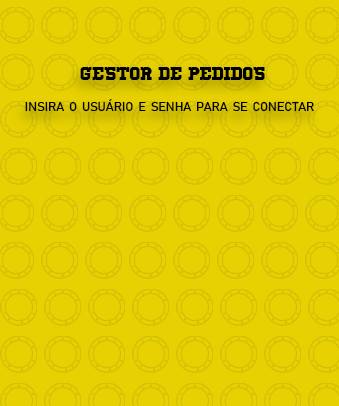 GESTOR DE PEDIDOS
INSIRA O USUÁRIO E SENHA PARA SE CONECTAR